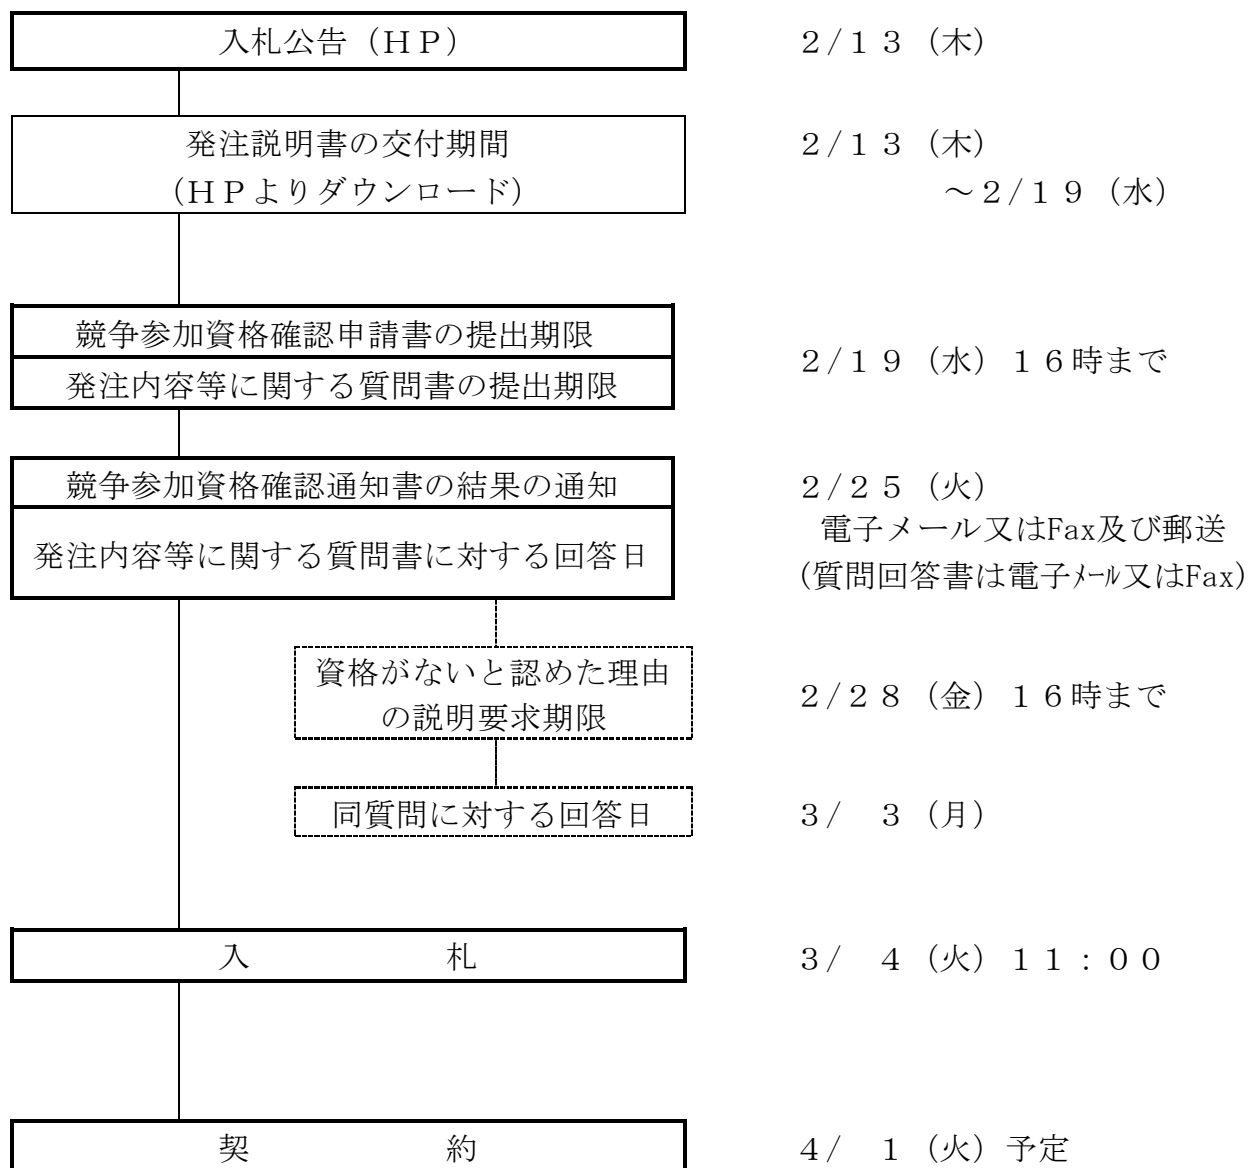 入札公告（ＨＰ）
２/１３（木）
発注説明書の交付期間
（ＨＰよりダウンロード）
２/１３（木）
～２/１９（水）
競争参加資格確認申請書の提出期限
発注内容等に関する質問書の提出期限
２/１９（水）１６時まで
競争参加資格確認通知書の結果の通知
発注内容等に関する質問書に対する回答日
２/２５（火）
電子メール又はFax及び郵送
(質問回答書は電子ﾒｰﾙ又はFax)
資格がないと認めた理由
の説明要求期限
２/２８（金）１６時まで
同質問に対する回答日
３/　３（月）
入　　　　　札
３/　４（火）１１：００
契　　　　　約
４/　１（火）予定